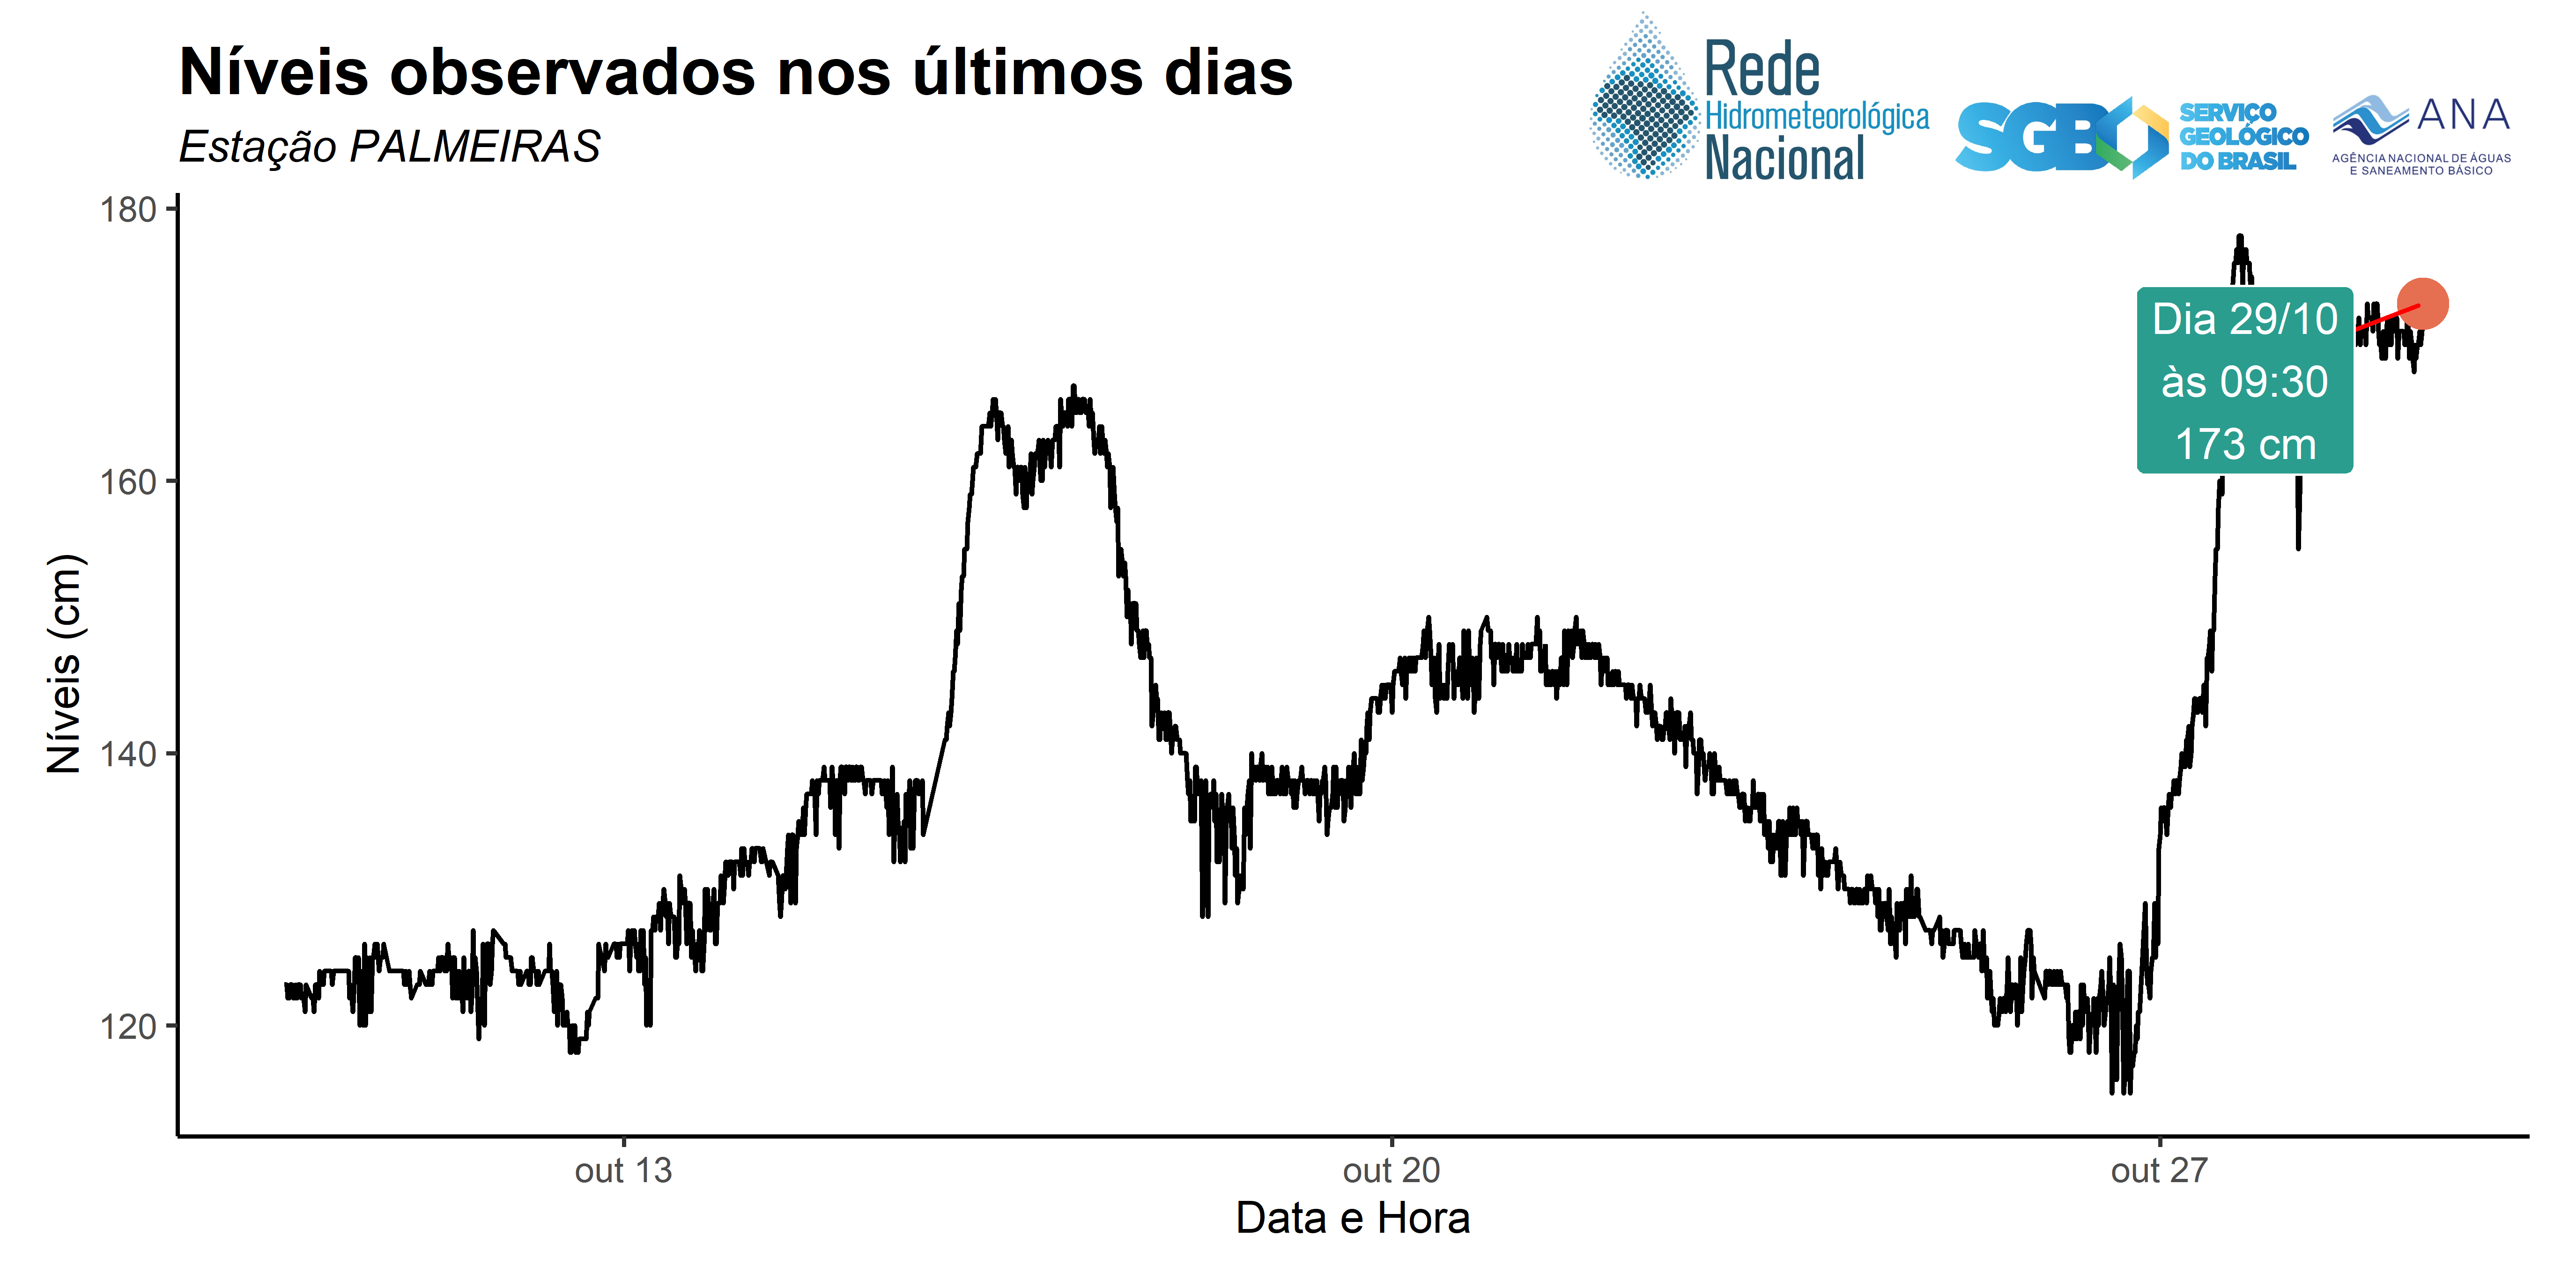 Níveis observados nos últimos dias
Estação PALMEIRAS
Rede
Hidrometeorológica
Nacional
SGB
SERVIÇO
GEOLÓGICO
DO BRASIL
ANA
AGÊNCIA NACIONAL DE ÁGUAS
E SANEAMENTO BÁSICO
180
160
140
120
Níveis (cm)
Dia 29/10
às 09:30
173 cm
out 13
out 20
out 27
Data e Hora